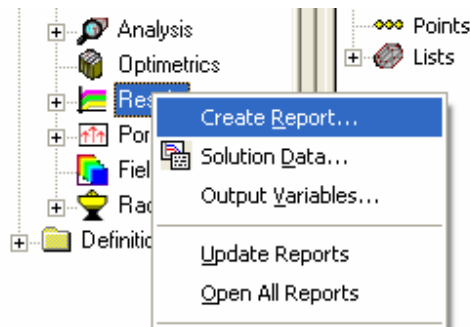 Analysis
Points
Optimetrics
Lists
Res
Create Report...
Por
Solution Data...
Fiel
Output Variables...
Rad
Definitio
Update Reports
Open All Reports